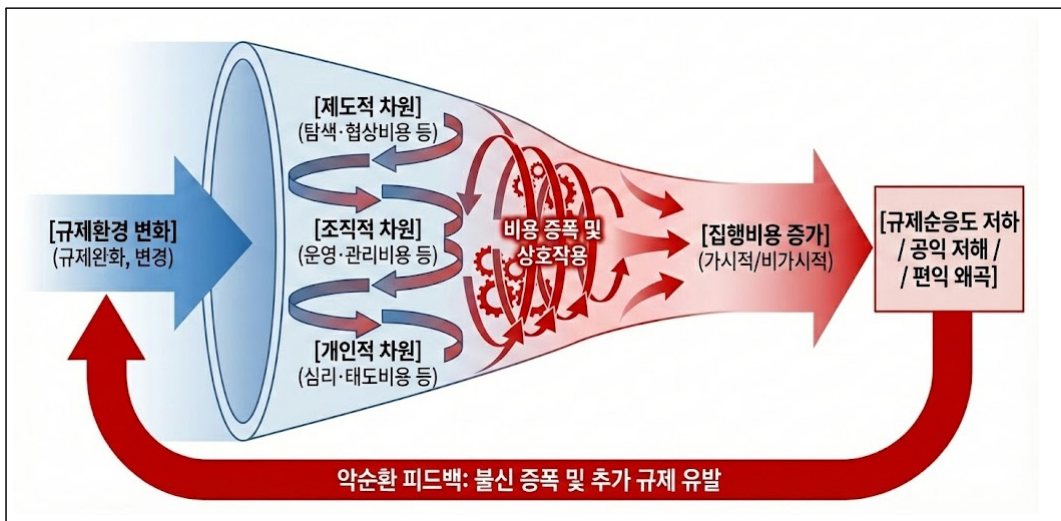 [제도적 차원]
(탐색·협상비용 등)
[규제환경 변화]
(규제완화, 변경)
[조직적 차원]
(운영·관리비용 등)
비용 증폭 및
상호작용
[집행비용 증가]
(가시적/비가시적)
[규제순응도 저하
/ 공익 저해 /
/ 편익 왜곡]
[개인적 차원]
(심리·태도비용 등)
악순환 피드백: 불신 증폭 및 추가 규제 유발